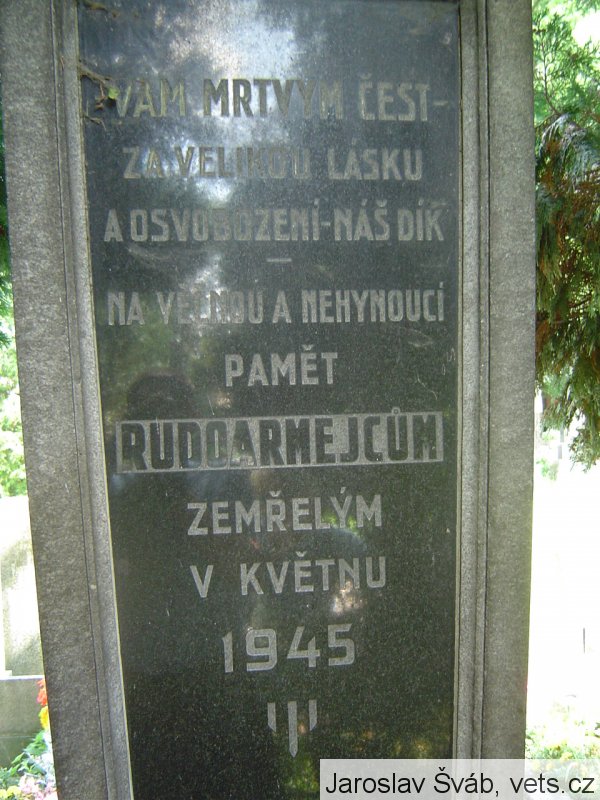 VÁM MRTVÝM ČEST-
ZA VELIKOU LÁSKU
A OSVOBOZENÍ-NÁŠ DÍK
—
NA VĚČNOU A NEHYNOUCÍ
PAMĚT
RUDOARMEJCŮM
ZEMŘELÝM
V KVĚTNU
1945
Jaroslav Šváb, vets.cz